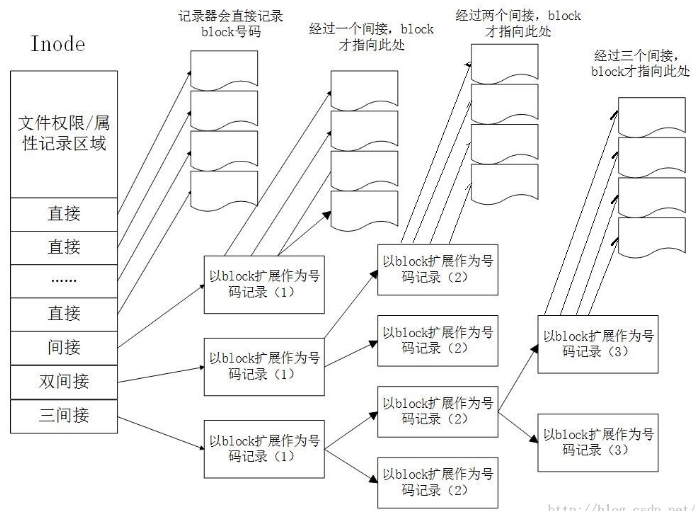 Inode
记录器会直接记录
block号码
经过一个间接，block
才指向此处
经过两个间接，block
才指向此处
经过三个间接，
block才指向此处
文件权限/属
性记录区域
直接
直接
……
直接
间接
双间接
三间接
以block扩展作为号
码记录（1）
以block扩展作为号
码记录（1）
以block扩展作为号
码记录（1）
以block扩展作为号
码记录（2）
以block扩展作为号
码记录（2）
以block扩展作为号
码记录（2）
以block扩展作为号
码记录（2）
以block扩展作为号
码记录（3）
以block扩展作为号
码记录（3）
http://blog.csdn.net/